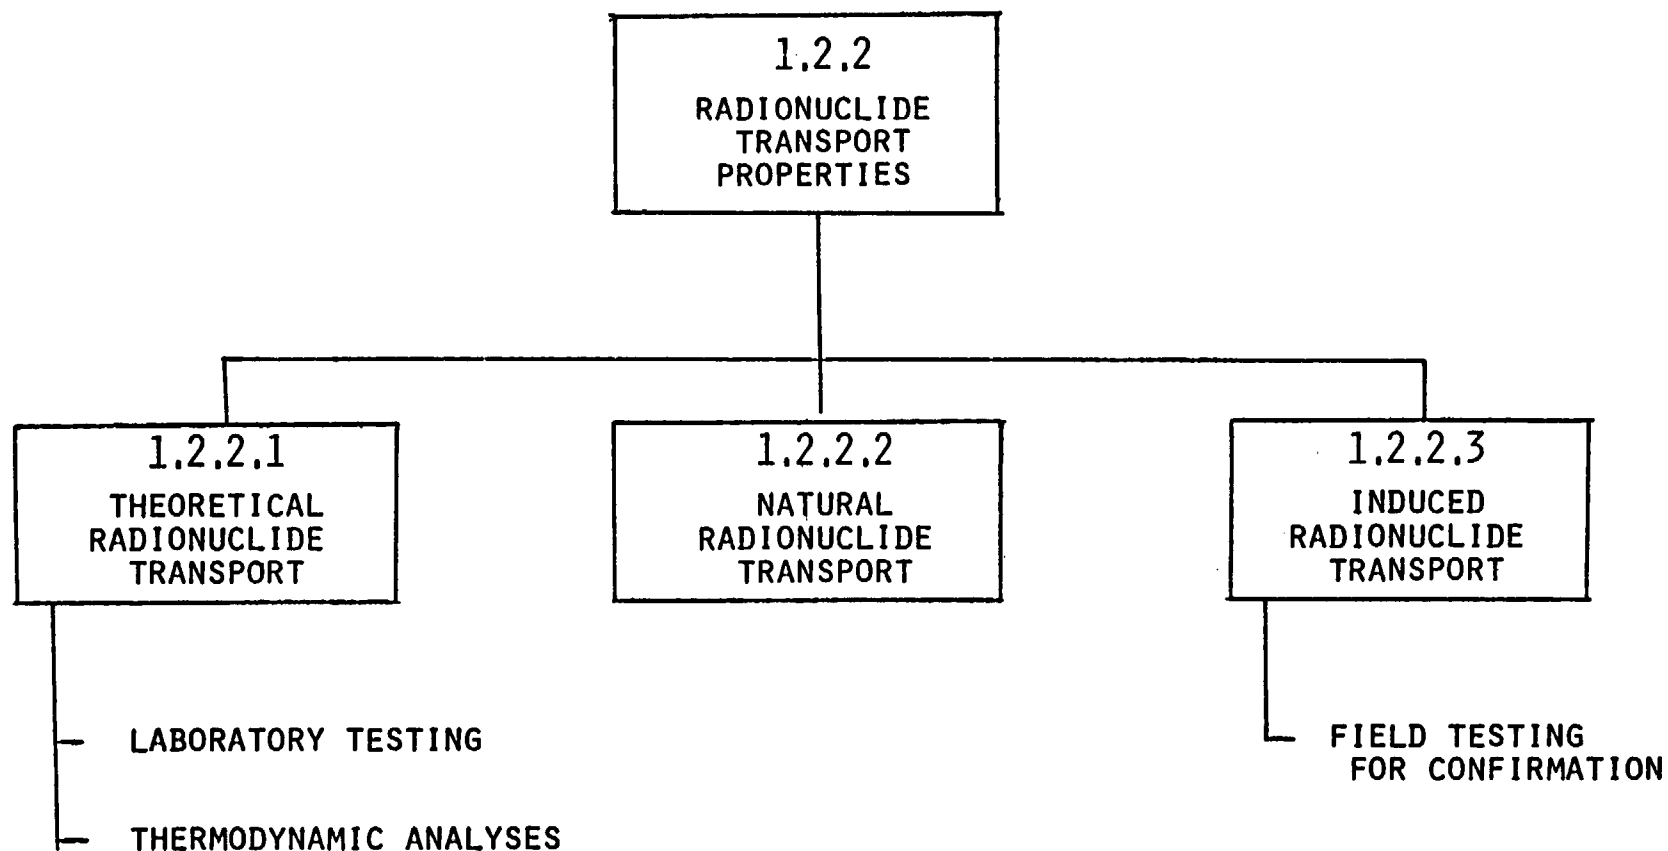 1.2.2
RADIONUCLIDE
TRANSPORT
PROPERTIES
1.2.2.1
THEORETICAL
RADIONUCLIDE
TRANSPORT
LABORATORY TESTING
THERMODYNAMIC ANALYSES
1.2.2.2
NATURAL
RADIONUCLIDE
TRANSPORT
1.2.2.3
INDUCED
RADIONUCLIDE
TRANSPORT
FIELD TESTING
FOR CONFIRMATION